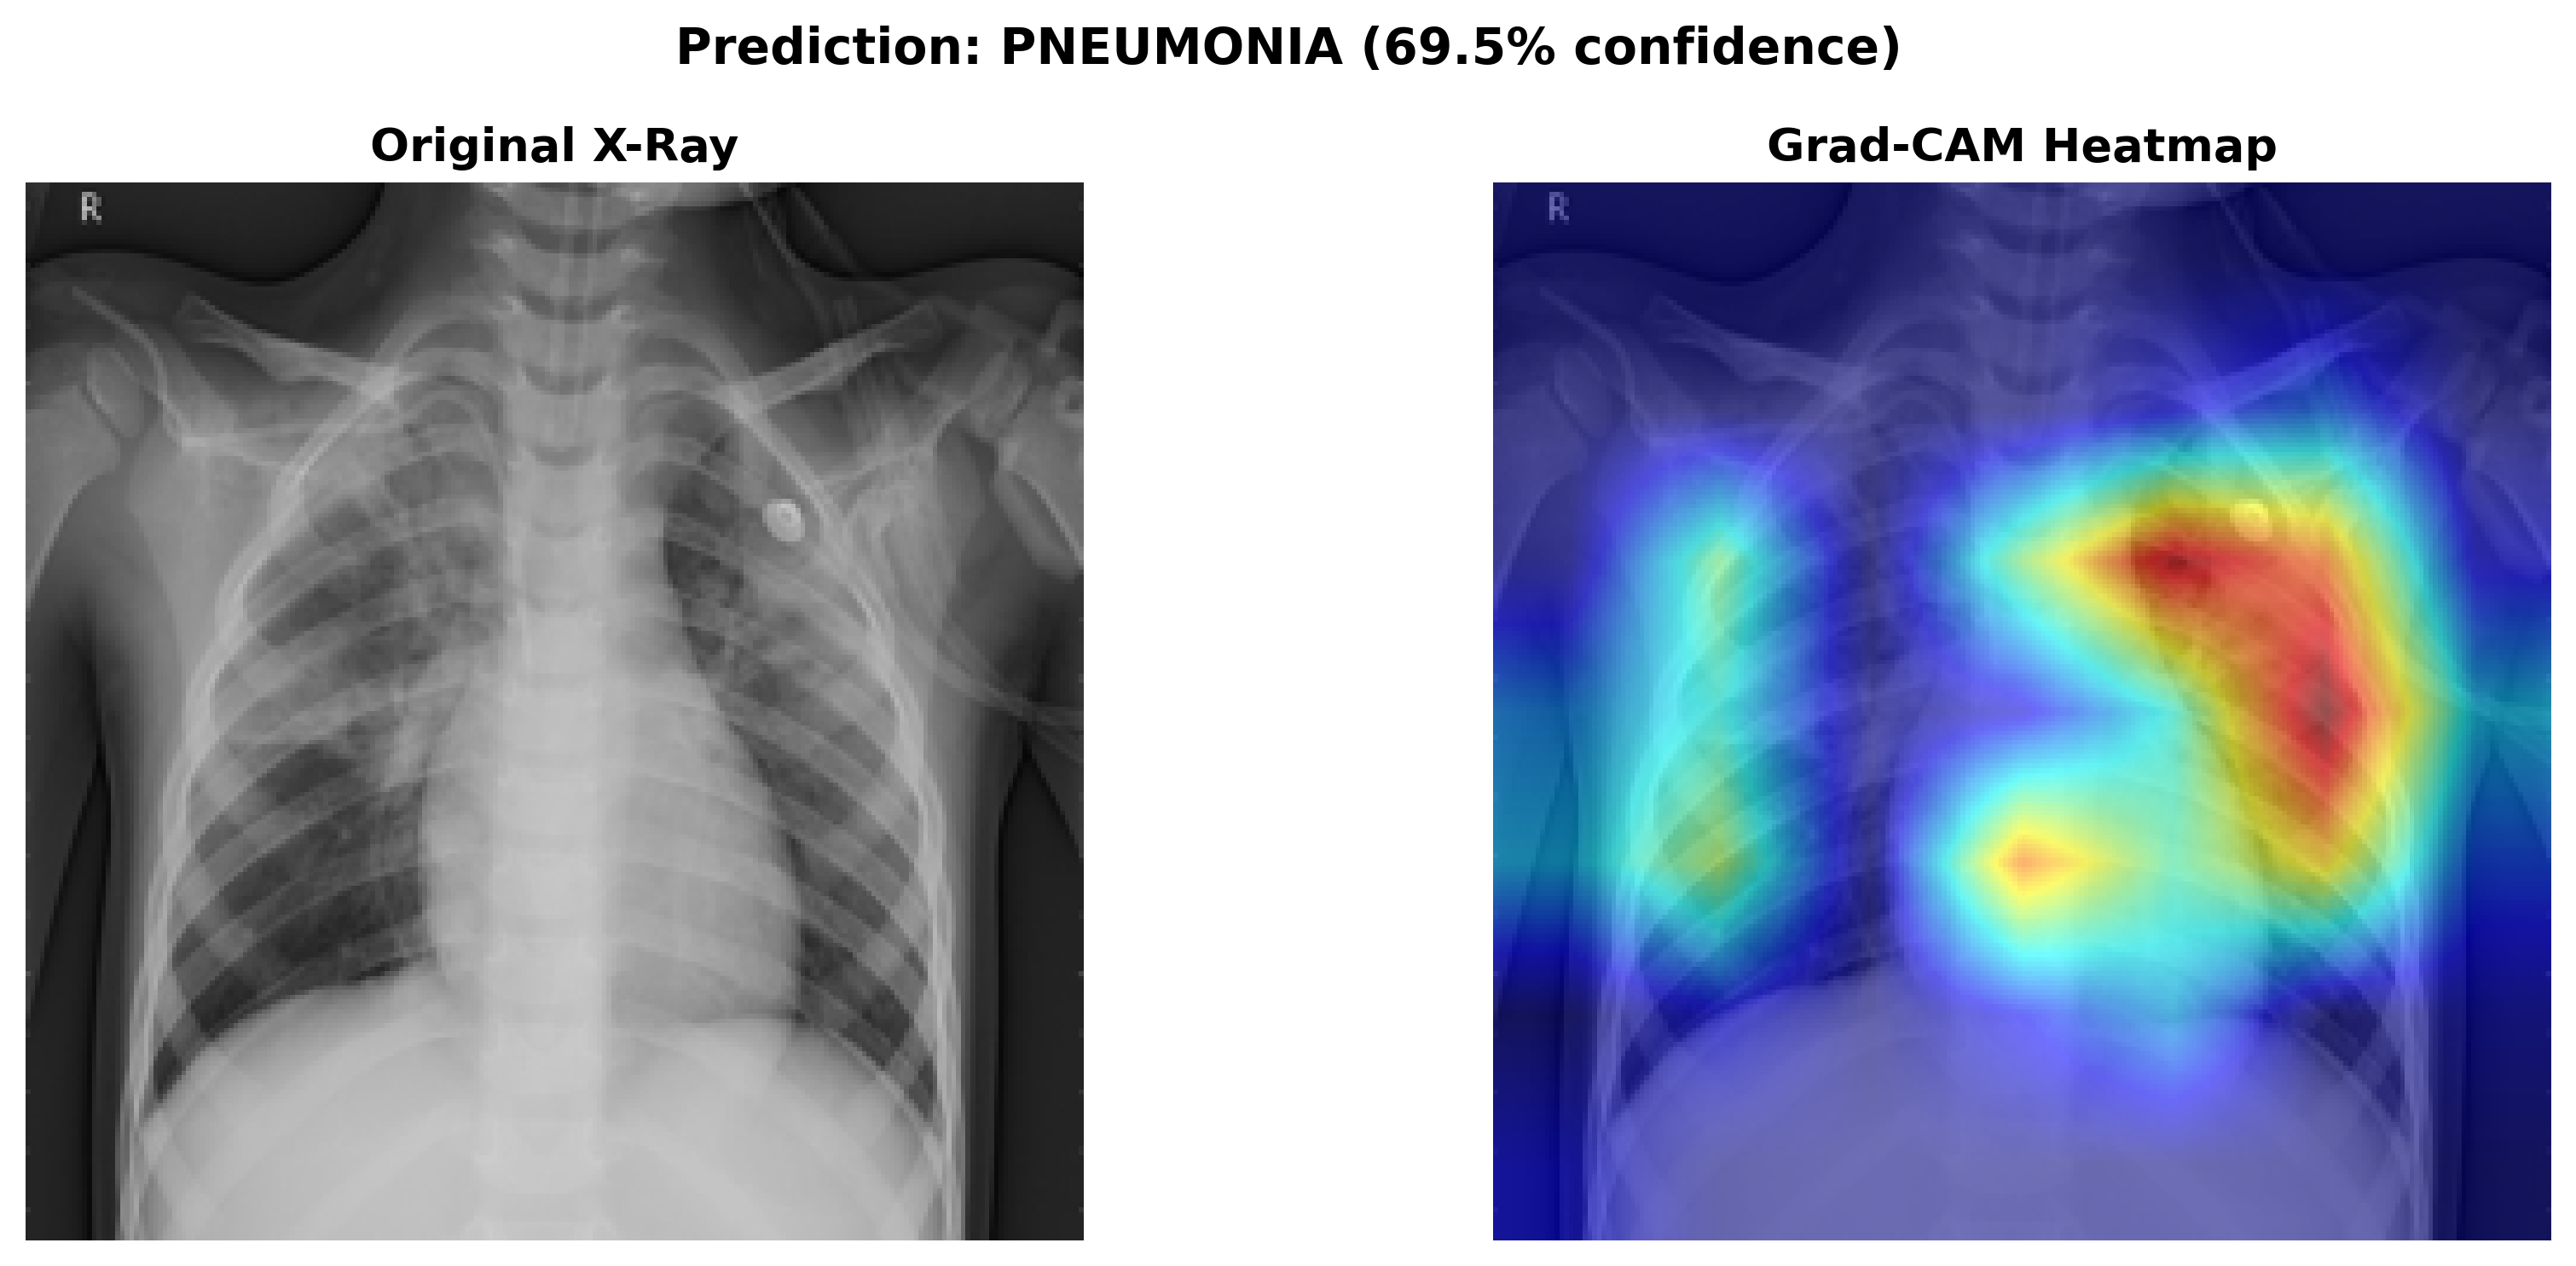 Prediction: PNEUMONIA (69.5% confidence)
Original X-Ray
Grad-CAM Heatmap
R
R